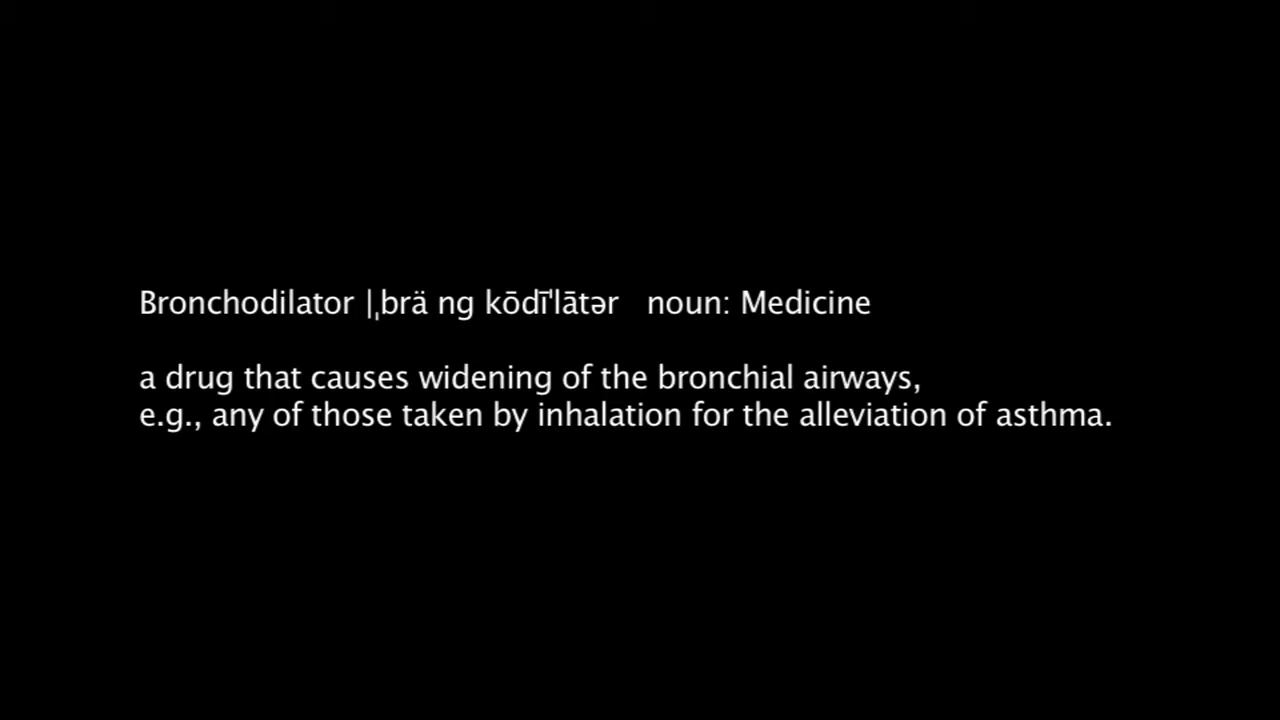 Bronchodilator |ˌbrä ng kōdīˈlātər   noun: Medicine
a drug that causes widening of the bronchial airways,
e.g., any of those taken by inhalation for the alleviation of asthma.